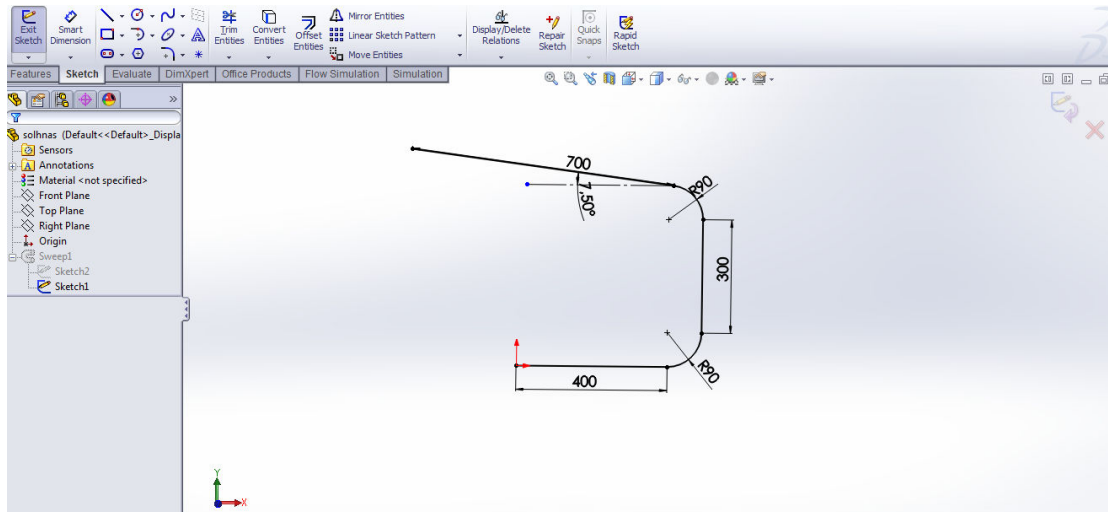 Exit Sketch
Smart Dimension
Trim Entities
Convert Entities
Offset Entities
Mirror Entities
Linear Sketch Pattern
Move Entities
Display/Delete Relations
Repair Sketch
Quick Snaps
Rapid Sketch
Features
Sketch
Evaluate
DimXpert
Office Products
Flow Simulation
Simulation
solhnas (Default<<Default>_Displa
Sensors
Annotations
Material <not specified>
Front Plane
Top Plane
Right Plane
Origin
Sweep1
Sketch2
Sketch1
700
7,50°
R90
300
R90
400
Y
X